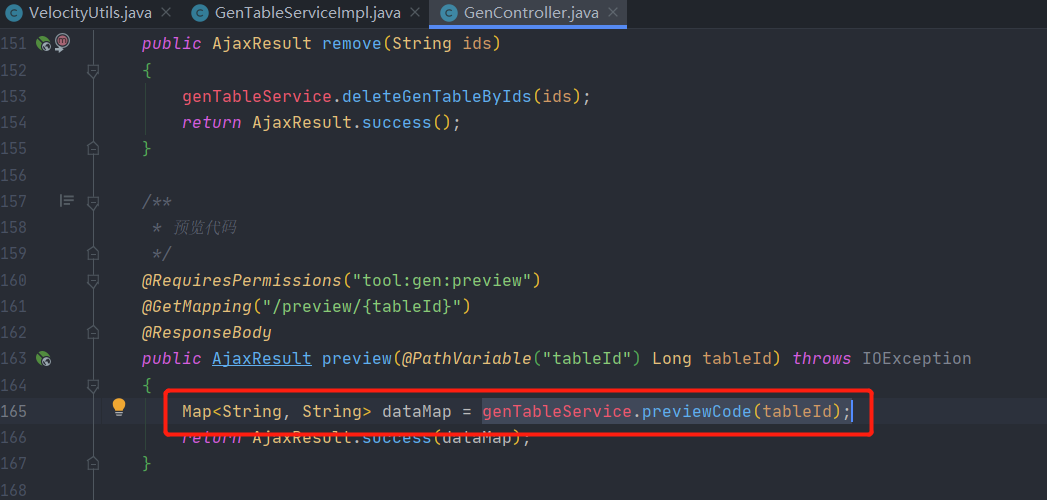 VelocityUtils.java GenTableServiceImpl.java GenController.java
151 public AjaxResult remove(String ids)
152 {
153 genTableService.deleteGenTableByIds(ids);
154 return AjaxResult.success();
155 }
156
157 /**
158 * 预览代码
159 */
160 @RequiresPermissions("tool:gen:preview")
161 @GetMapping("/preview/{tableId}")
162 @ResponseBody
163 public AjaxResult preview(@PathVariable("tableId") Long tableId) throws IOException
164 {
165 Map<String, String> dataMap = genTableService.previewCode(tableId);
166 return AjaxResult.success(dataMap);
167 }
168